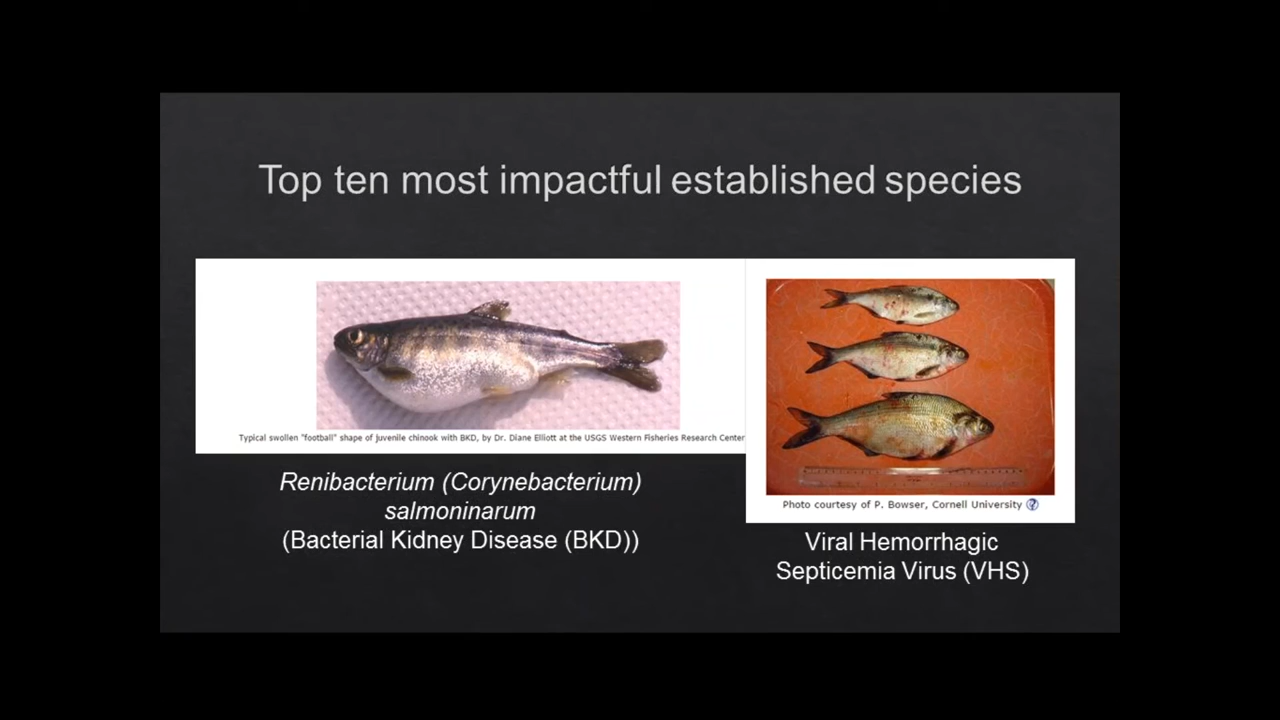 Top ten most impactful established species
Typical swollen "football" shape of juvenile chinook with BKD, by Dr. Diane Elliott at the USGS Western Fisheries Research Center
Renibacterium (Corynebacterium)
salmoninarum
(Bacterial Kidney Disease (BKD))
Photo courtesy of P. Bowser, Cornell University ?
Viral Hemorrhagic
Septicemia Virus (VHS)